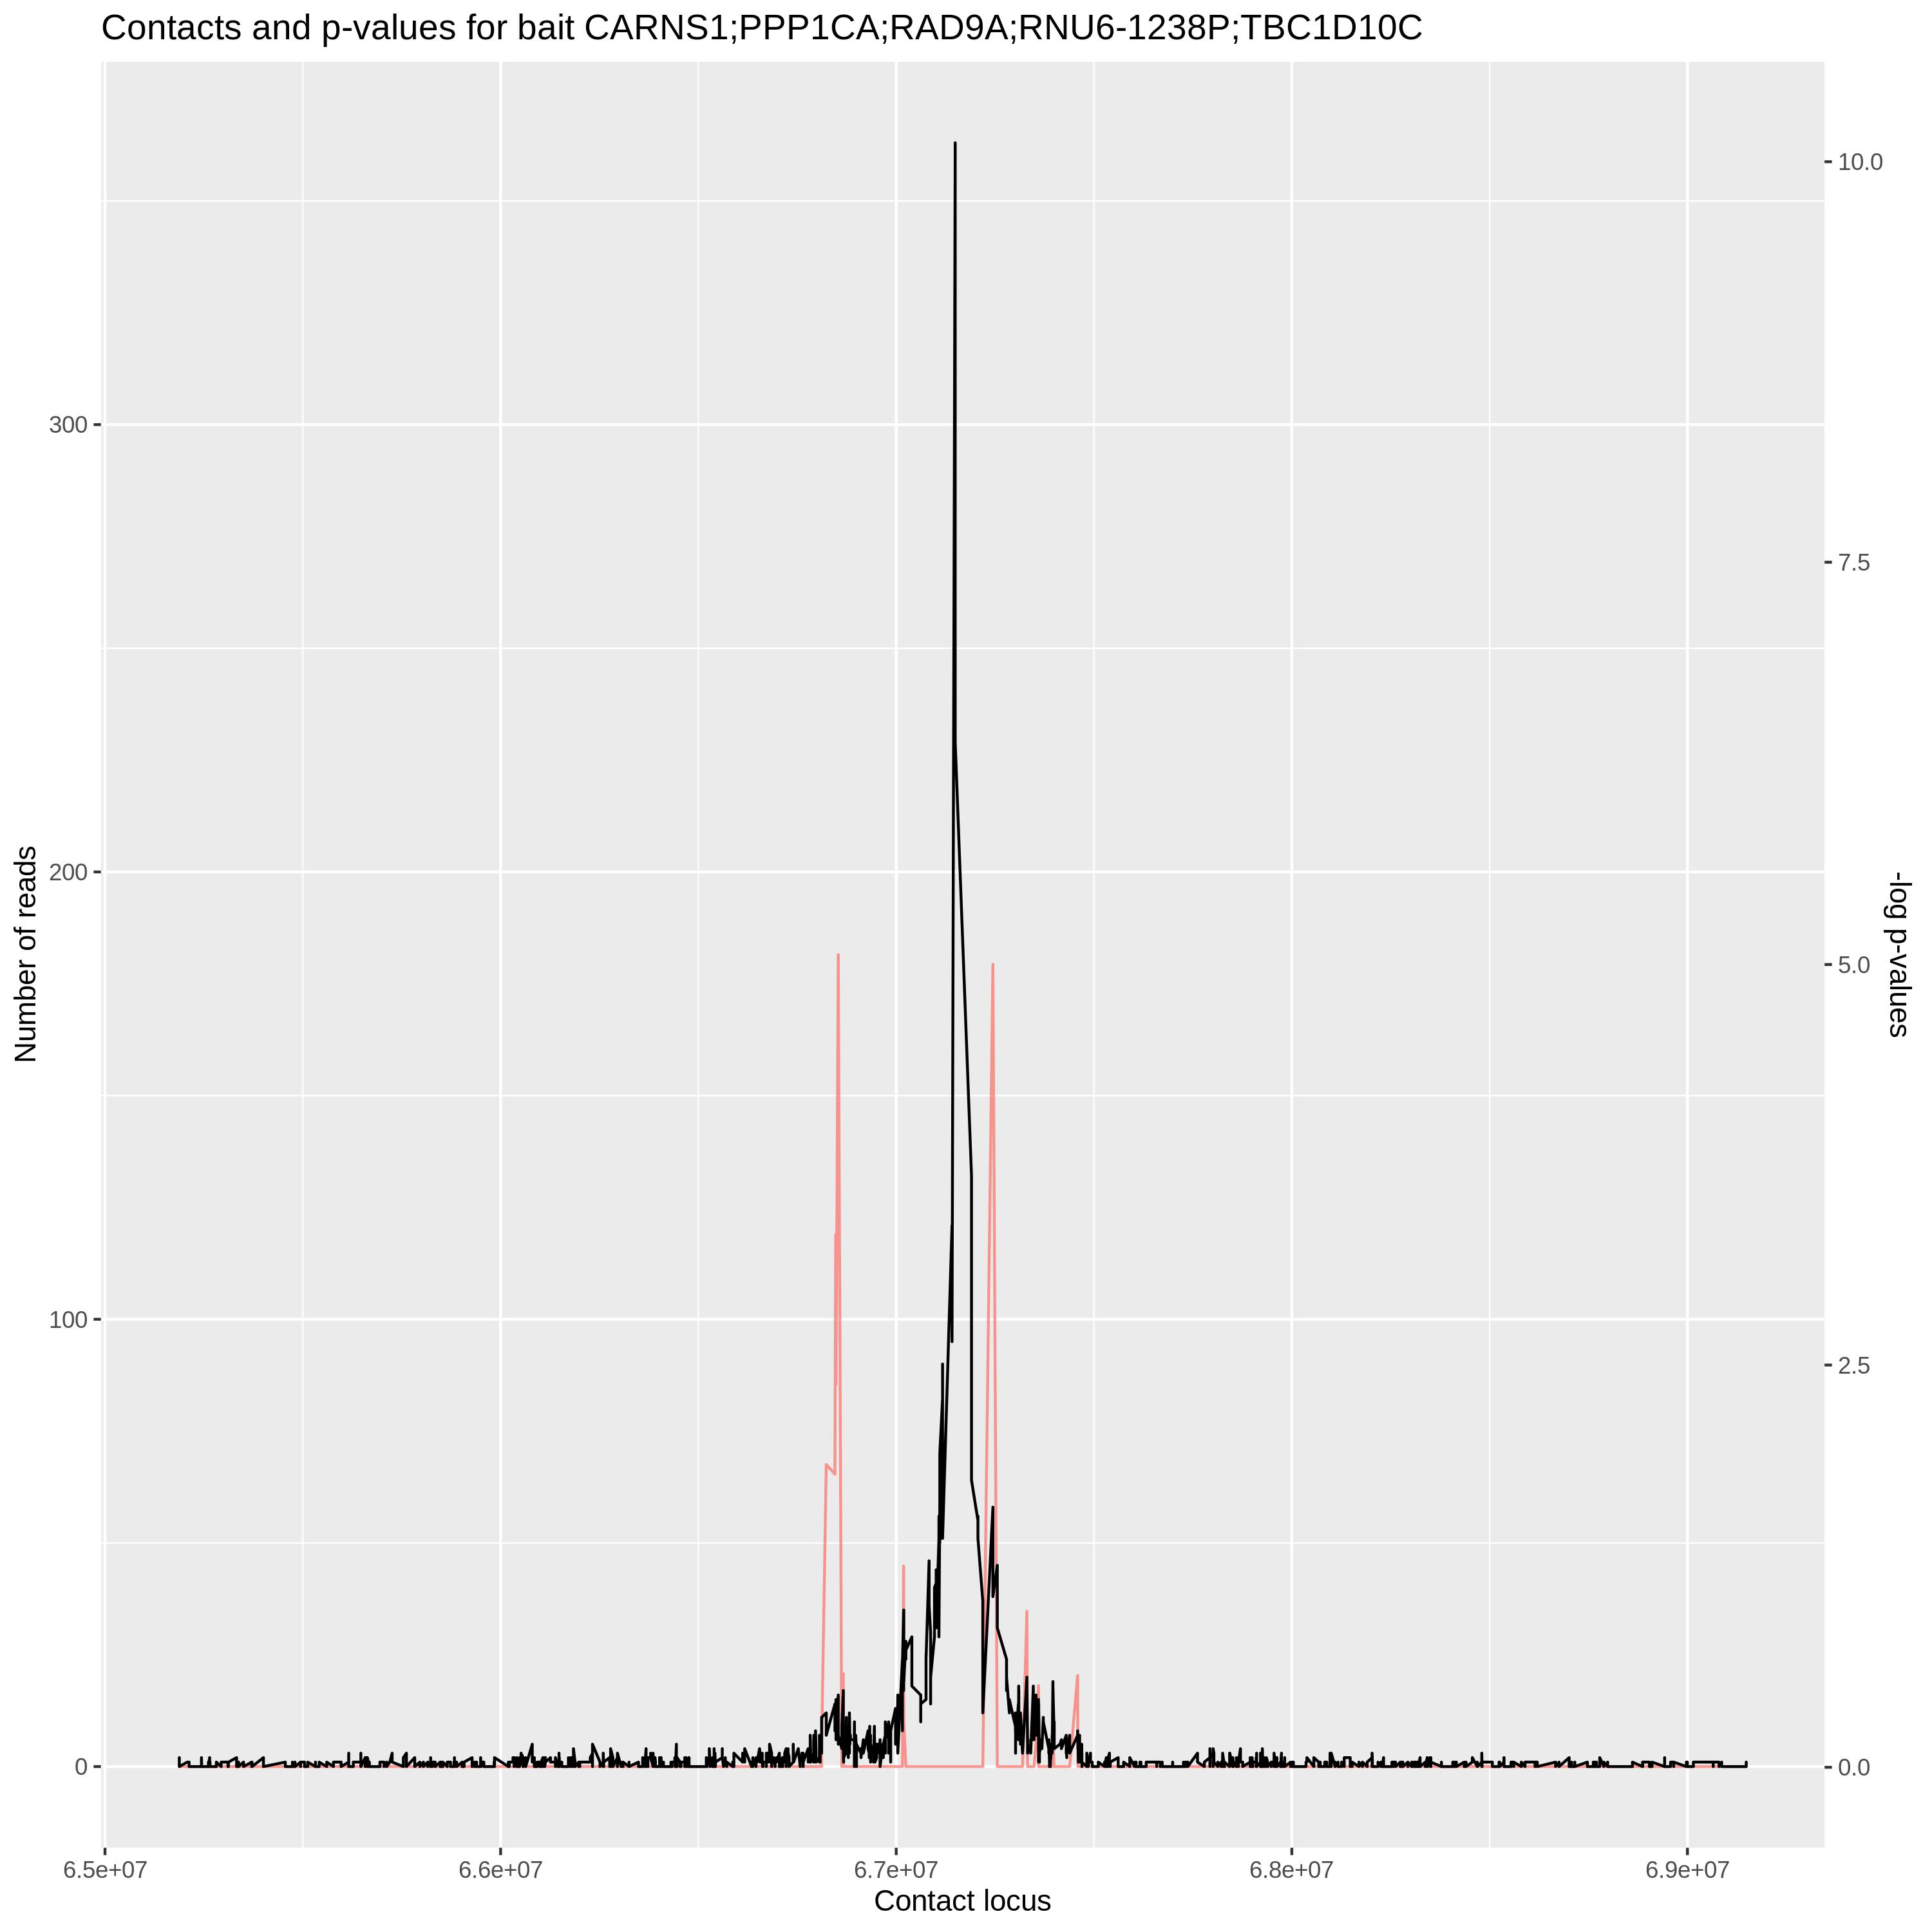 Contacts and p-values for bait CARNS1;PPP1CA;RAD9A;RNU6-1238P;TBC1D10C
Number of reads
300
200
100
0
10.0
7.5
5.0
2.5
0.0
-log p-values
6.5e+07
6.6e+07
6.7e+07
6.8e+07
6.9e+07
Contact locus